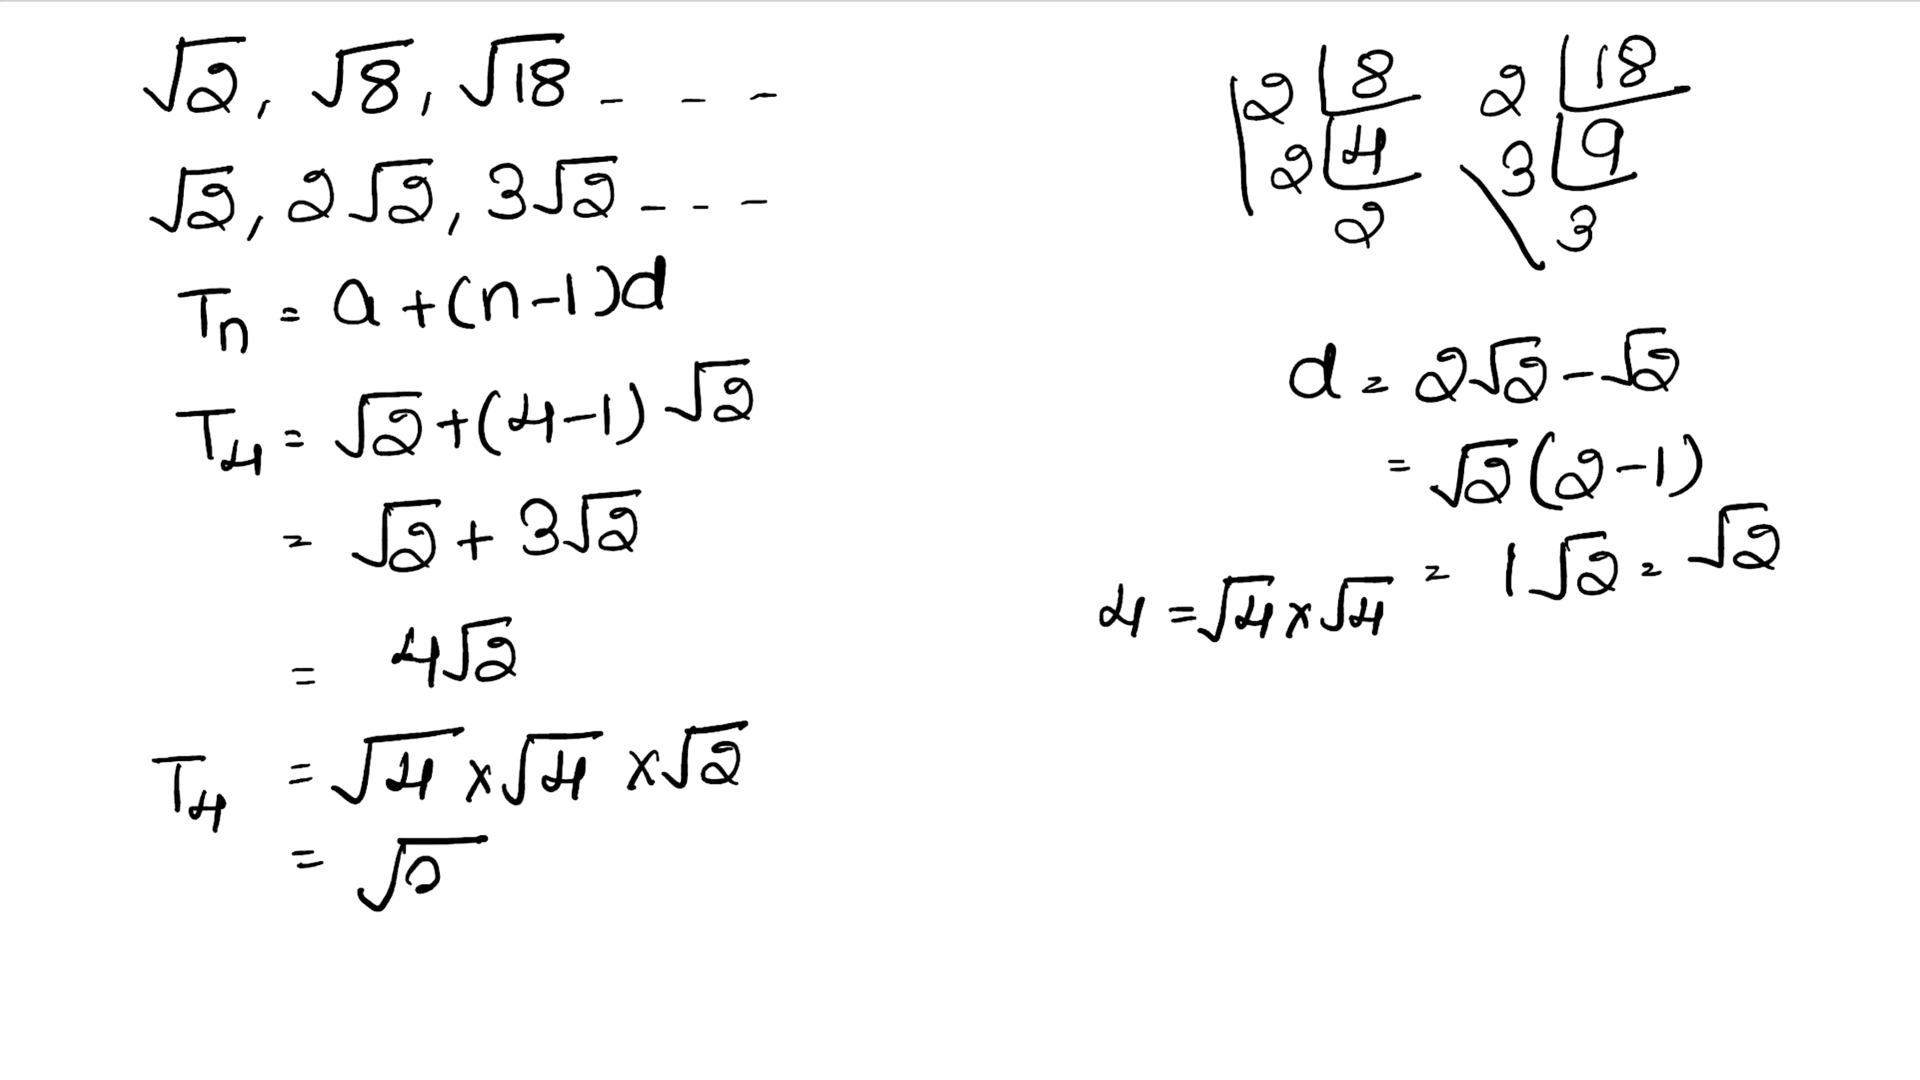 √2, √8, √18 - - -
√2, 2√2, 3√2 - - -
Tn = a + (n-1)d
T4 = √2 + (4-1)√2
= √2 + 3√2
= 4√2
T4 = √4 × √4 × √2
= √
2 | 8
2 | 4
2
2 | 18
3 | 9
3
d = 2√2 - √2
= √2 (2-1)
= 1√2 = √2
4 = √4 × √4